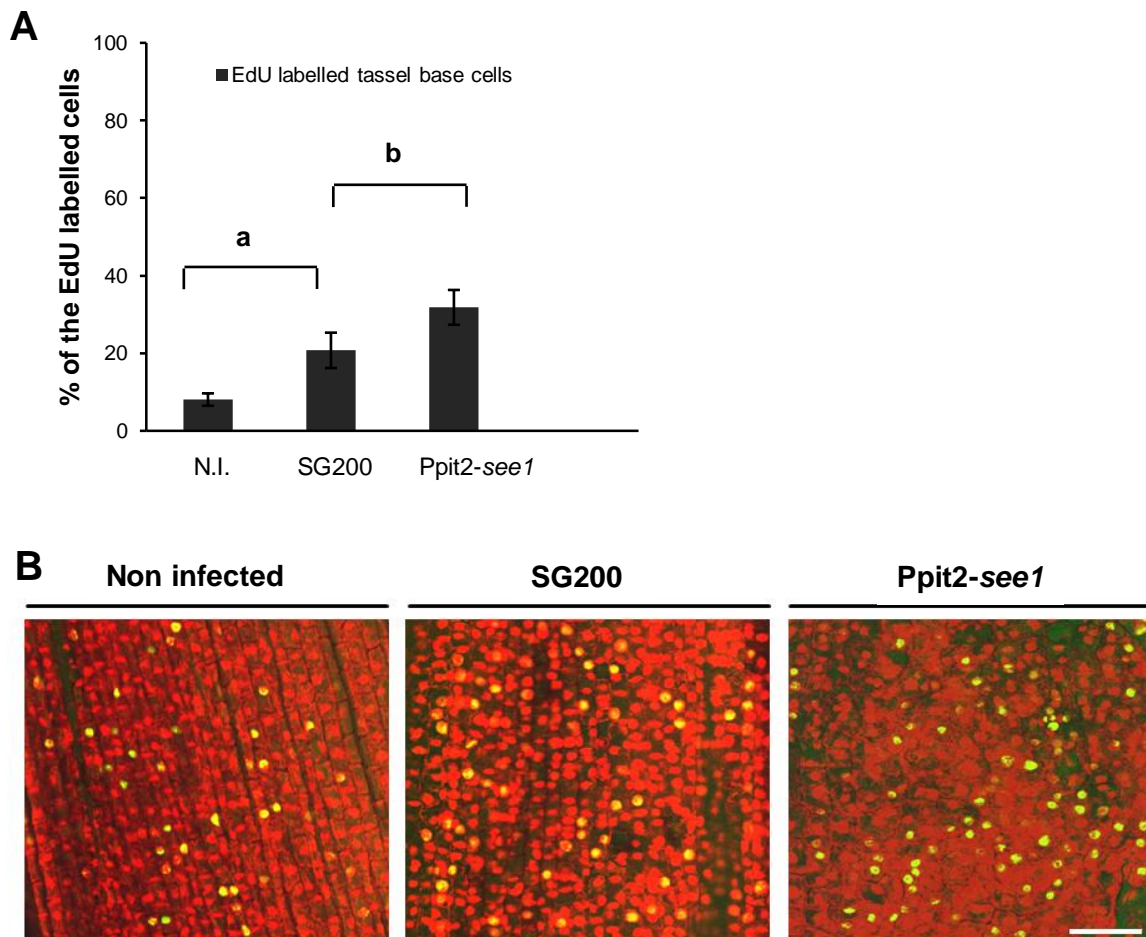 A
% of the EdU labelled cells
100
80
60
40
20
0
EdU labelled tassel base cells
a
b
N.I. SG200 Ppit2-see1
B
Non infected SG200 Ppit2-see1